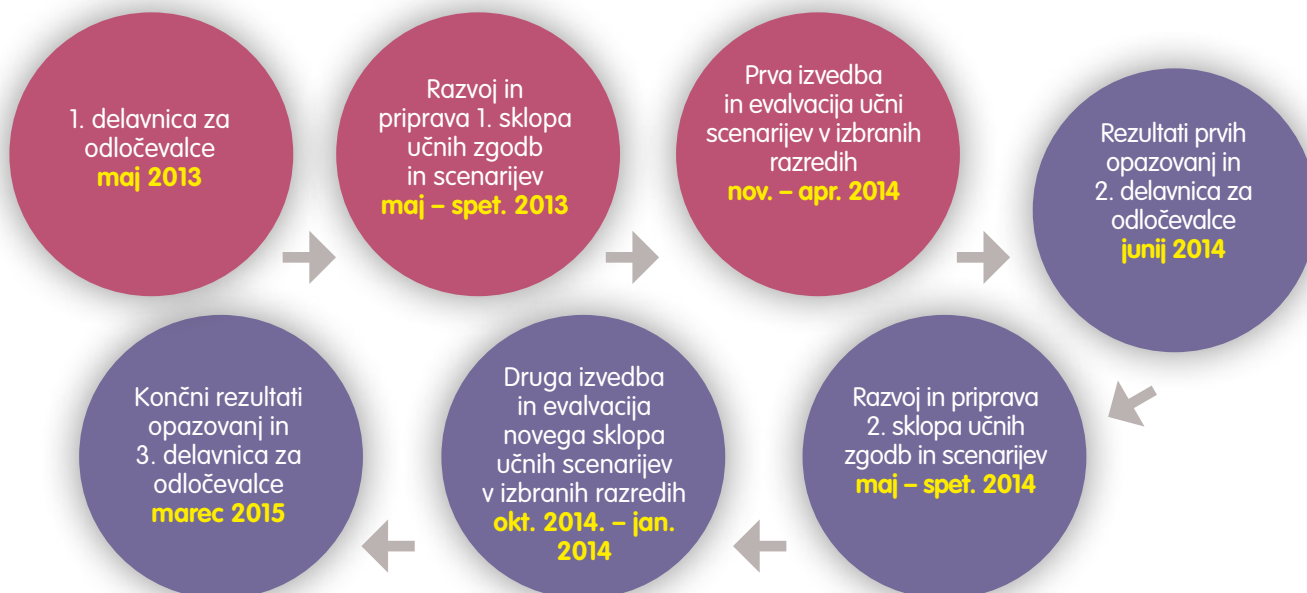 1. delavnica za
odločevalce
maj 2013
Razvoj in
priprava 1. sklopa
učnih zgodb
in scenarijev
maj – spet. 2013
Prva izvedba
in evalvacija učni
scenarijev v izbranih
razredih
nov. – apr. 2014
Rezultati prvih
opazovanj in
2. delavnica za
odločevalce
junij 2014
Razvoj in priprava
2. sklopa učnih
zgodb in scenarijev
maj – spet. 2014
Druga izvedba
in evalvacija
novega sklopa
učnih scenarijev
v izbranih razredih
okt. 2014. – jan.
2014
Končni rezultati
opazovanj in
3. delavnica za
odločevalce
marec 2015